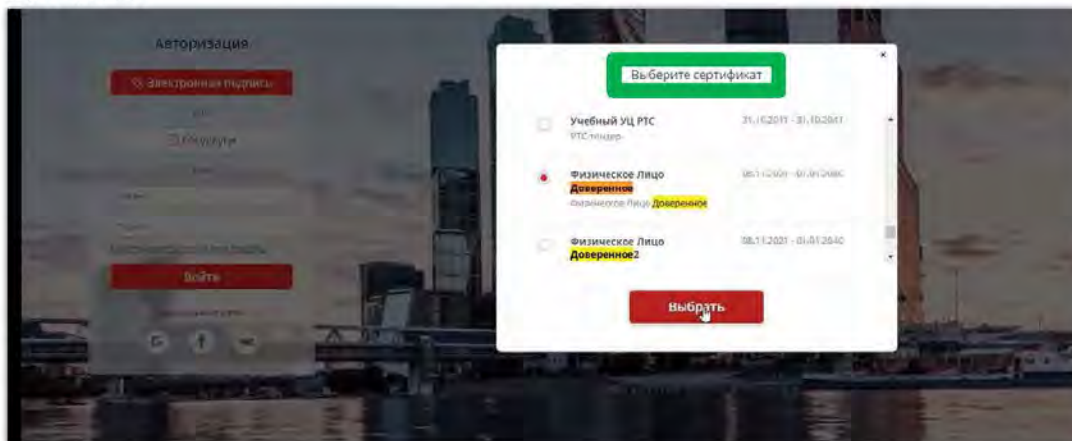 Авторизация
Электронная подпись
Госуслуги
Войти
Выберите сертификат
Учебный УЦ РТС
31.10.2011 - 31.10.2041
РТС-тендер
Физическое Лицо
Доверенное
Физическое Лицо Доверенное
Физическое Лицо
08.11.2021 - 01.01.2040
Доверенное2
Выбрать